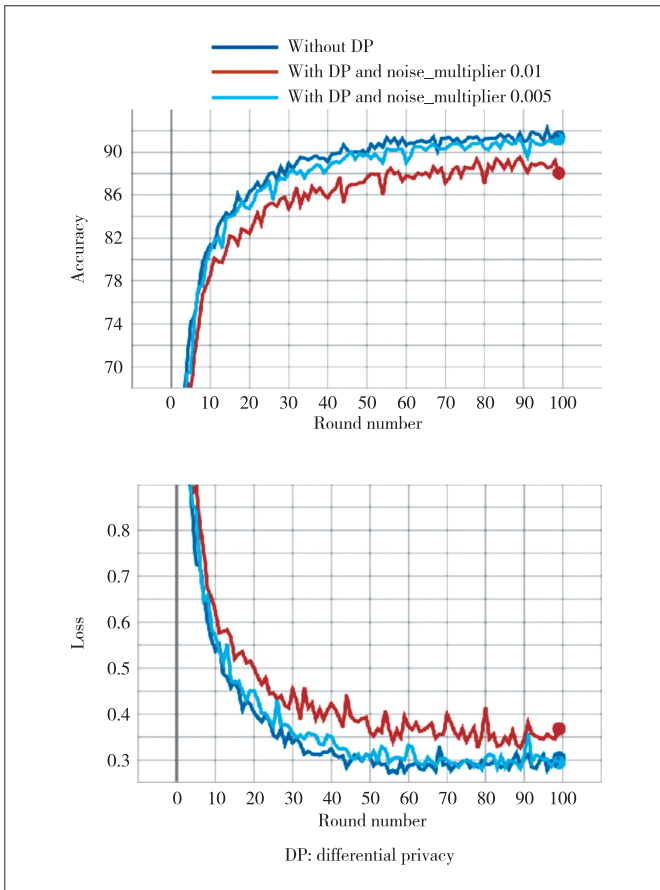 Without DP
With DP and noise_multiplier 0.01
With DP and noise_multiplier 0.005
Accuracy
90
86
82
78
74
70
0 10 20 30 40 50 60 70 80 90 100
Round number
Loss
0.8
0.7
0.6
0.5
0.4
0.3
0 10 20 30 40 50 60 70 80 90 100
Round number
DP: differential privacy